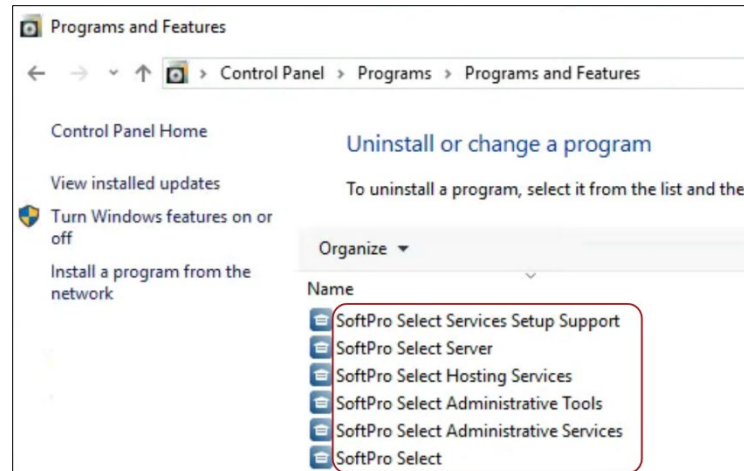 Programs and Features
Control Panel > Programs > Programs and Features
Control Panel Home
View installed updates
Turn Windows features on or
off
Install a program from the
network
Uninstall or change a program
To uninstall a program, select it from the list and the
Organize
Name
SoftPro Select Services Setup Support
SoftPro Select Server
SoftPro Select Hosting Services
SoftPro Select Administrative Tools
SoftPro Select Administrative Services
SoftPro Select